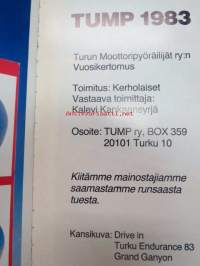 TUMP 1983
Turun Moottoripyöräilijät ry:n
Vuosikertomus
Toimitus: Kerholaiset
Vastaava toimittaja:
Kalevi
Osoite: TUMP ry, BOX 359
20101 Turku 10
Kiitämme mainostajiamme
saamastamme runsaasta
tuesta.
Kansikuva: Drive in
Turku Endurance 83
Grand Ganyon